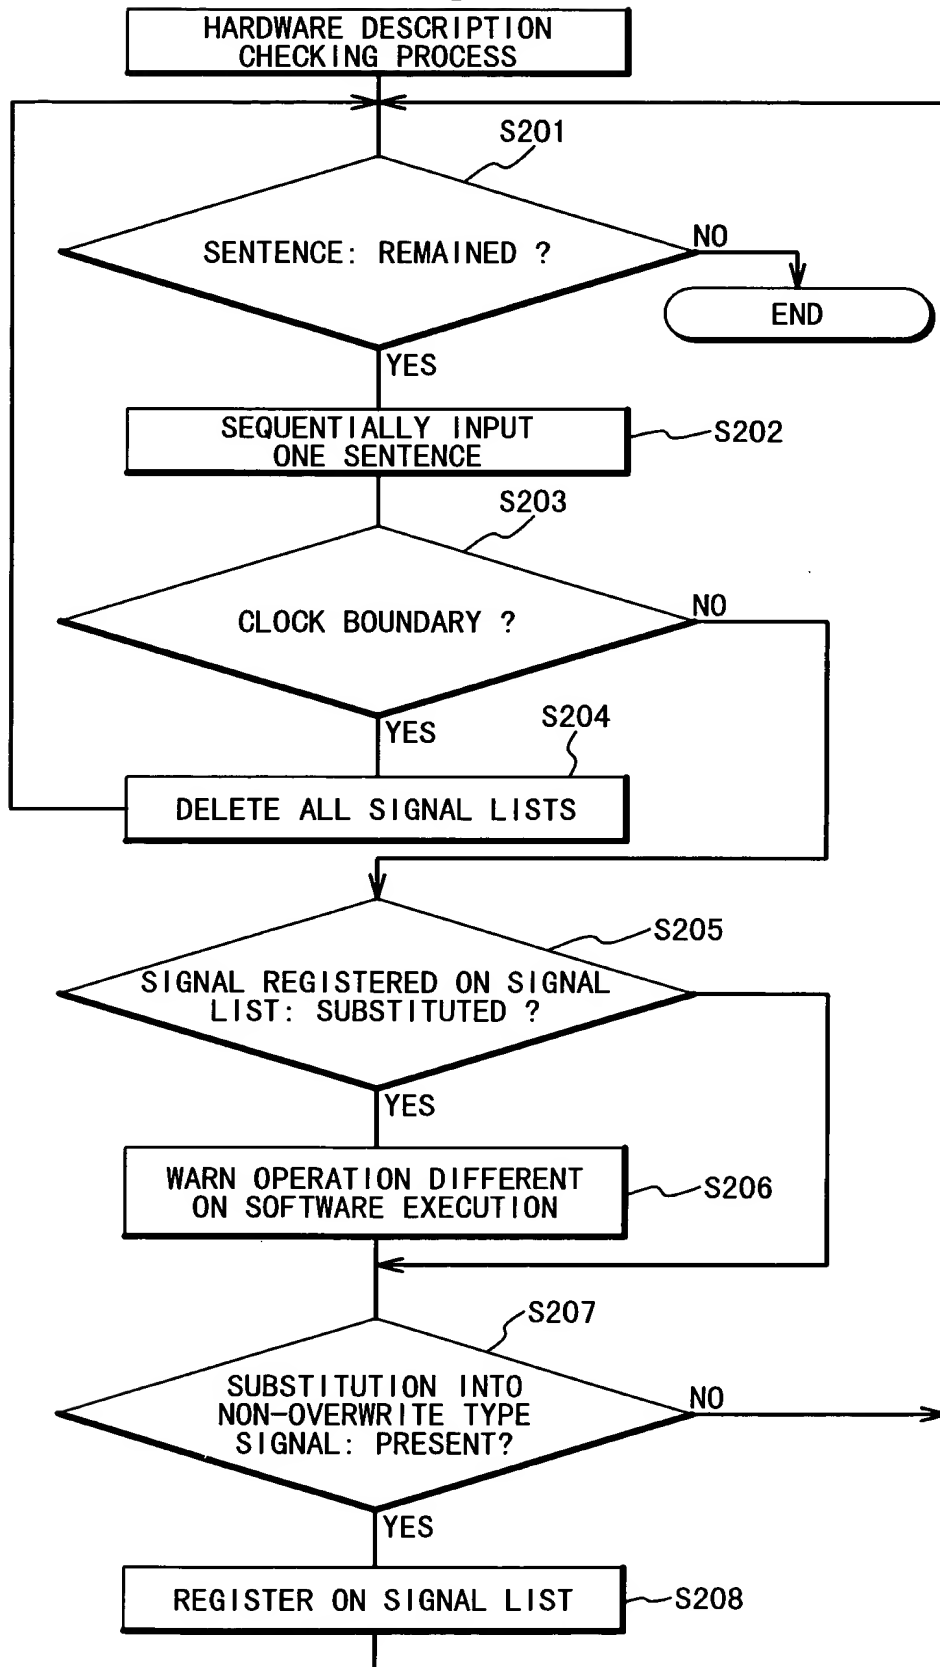 HARDWARE DESCRIPTION
CHECKING PROCESS
S201
SENTENCE: REMAINED ?
NO
END
YES
SEQUENTIALLY INPUT
ONE SENTENCE
S202
S203
CLOCK BOUNDARY ?
NO
YES
S204
DELETE ALL SIGNAL LISTS
S205
SIGNAL REGISTERED ON SIGNAL
LIST: SUBSTITUTED ?
YES
WARN OPERATION DIFFERENT
ON SOFTWARE EXECUTION
S206
S207
SUBSTITUTION INTO
NON-OVERWRITE TYPE
SIGNAL: PRESENT?
NO
YES
REGISTER ON SIGNAL LIST
S208